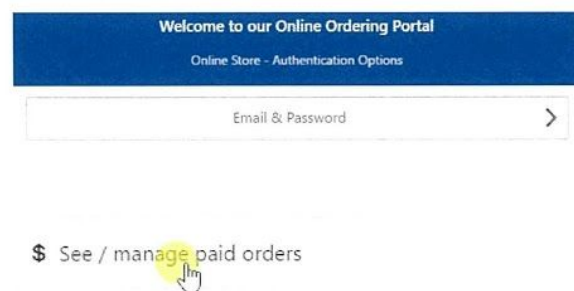 Welcome to our Online Ordering Portal
Online Store - Authentication Options
Email & Password
$ See / manage paid orders